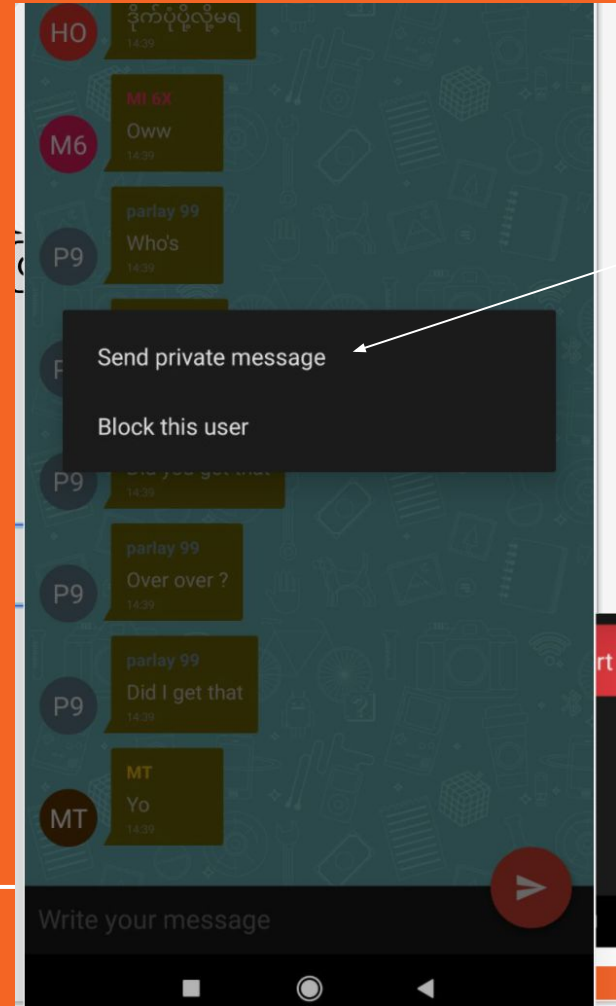 HO
ဒိုက်ပုံပို့လို့မရ
14:39
MI 6X
M6
Oww
14:39
parlay 99
P9
Who's
14:39
Send private message
Block this user
P9
Did you get that
14:39
parlay 99
P9
Over over ?
14:39
parlay 99
P9
Did I get that
14:39
MT
MT
Yo
14:39
Write your message
rt